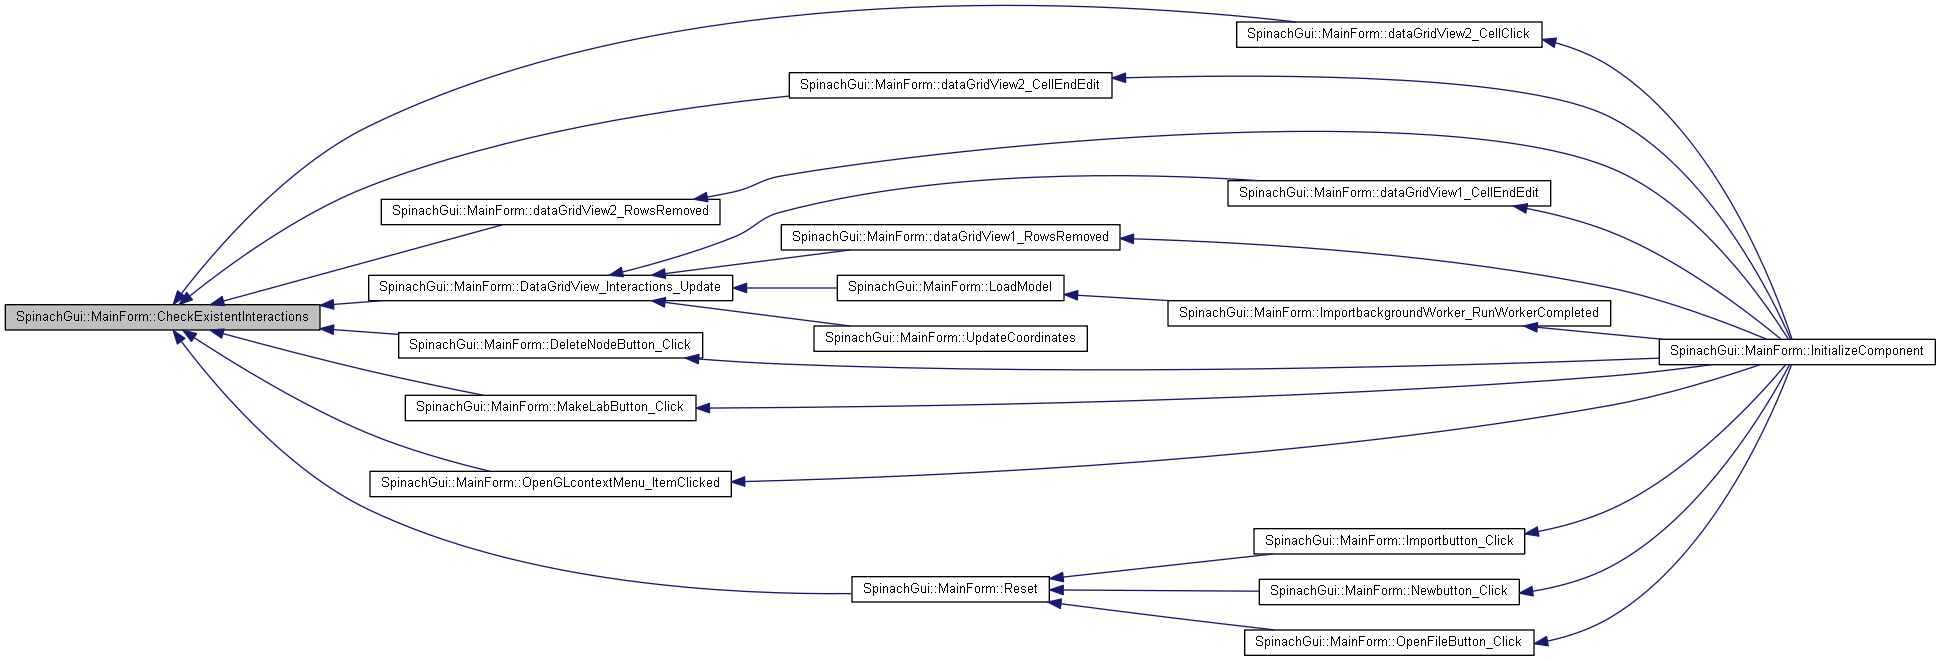 SpinachGui::MainForm::dataGridView2_CellClick
SpinachGui::MainForm::dataGridView2_CellEndEdit
SpinachGui::MainForm::dataGridView1_CellEndEdit
SpinachGui::MainForm::dataGridView2_RowsRemoved
SpinachGui::MainForm::dataGridView1_RowsRemoved
SpinachGui::MainForm::DataGridView_Interactions_Update
SpinachGui::MainForm::LoadModel
SpinachGui::MainForm::ImportbackgroundWorker_RunWorkerCompleted
SpinachGui::MainForm::CheckExistentInteractions
SpinachGui::MainForm::UpdateCoordinates
SpinachGui::MainForm::DeleteNodeButton_Click
SpinachGui::MainForm::InitializeComponent
SpinachGui::MainForm::MakeLabButton_Click
SpinachGui::MainForm::OpenGLcontextMenu_ItemClicked
SpinachGui::MainForm::Importbutton_Click
SpinachGui::MainForm::Reset
SpinachGui::MainForm::Newbutton_Click
SpinachGui::MainForm::OpenFileButton_Click